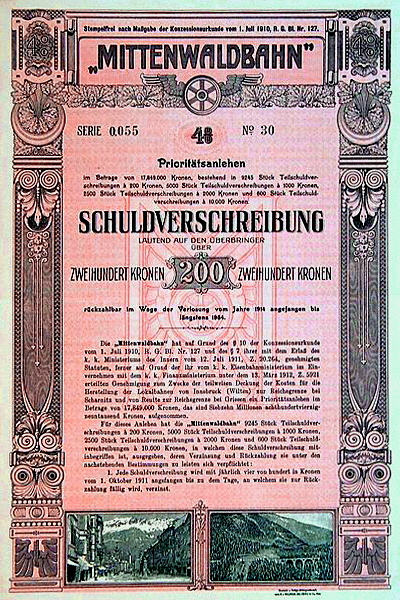 Stempelfrei nach Maßgabe der Konzessionsurkunde vom 1. Juli 1910, R. G. Bl. Nr. 127.
„MITTENWALDBAHN“
4% 4%
SERIE 0,055 4% No 30
Prioritätsanlehen
im Betrage von 17,849.000 Kronen, bestehend in 9245 Stück Teilschuldver-
schreibungen à 200 Kronen, 5000 Stück Teilschuldverschreibungen à 1000 Kronen,
2500 Stück Teilschuldverschreibungen à 2000 Kronen und 600 Stück Teilschuld-
verschreibungen à 10.000 Kronen.
SCHULDVERSCHREIBUNG
LAUTEND AUF DEN ÜBERBRINGER
ÜBER
ZWEIHUNDERT KRONEN 200 ZWEIHUNDERT KRONEN
rückzahlbar im Wege der Verlosung vom Jahre 1914 angefangen bis
längstens 1984.
Die „Mittenwaldbahn“ hat auf Grund des § 10 der Konzessionsurkunde
vom 1. Juli 1910, R. G. Bl. Nr. 127 und des § 7 ihrer mit dem Erlaß des
k. k. Ministeriums des Innern vom 12. Juli 1911, Z. 20.264, genehmigten
Statuten, ferner auf Grund der ihr vom k. k. Eisenbahnministerium im Ein-
vernehmen mit dem k. k. Finanzministerium unter dem 12. März 1912, Z. 5921
erteilten Genehmigung zum Zwecke der teilweisen Deckung der Kosten für die
Herstellung der Lokalbahnen von Innsbruck (Wilten) zur Reichsgrenze bei
Scharnitz und von Reutte zur Reichsgrenze bei Griesen ein Prioritätsanlehen im
Betrage von 17,849.000 Kronen, das sind Siebzehn Millionen achthundertvierzig-
neuntausend Kronen, aufgenommen.
Für dieses Anlehen hat die „Mittenwaldbahn“ 9245 Stück Teilschuldver-
schreibungen à 200 Kronen, 5000 Stück Teilschuldverschreibungen à 1000 Kronen,
2500 Stück Teilschuldverschreibungen à 2000 Kronen und 600 Stück Teilschuld-
verschreibungen à 10.000 Kronen, in welchen diese Schuldverschreibung mit-
inbegriffen ist, ausgegeben, deren Verzinsung und Rückzahlung sie unter den
nachstehenden Bestimmungen zu leisten sich verpflichtet:
1. Jede Schuldverschreibung wird mit jährlich vier von hundert in Kronen
vom 1. Oktober 1911 angefangen bis zu dem Tage, an welchem sie zur Rück-
zahlung fällig wird, verzinst.